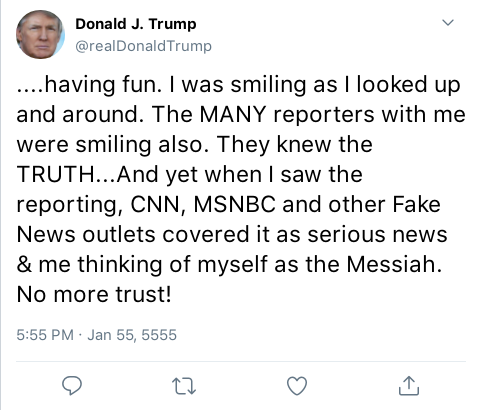 Donald J. Trump
@realDonaldTrump
....having fun. I was smiling as I looked up
and around. The MANY reporters with me
were smiling also. They knew the
TRUTH...And yet when I saw the
reporting, CNN, MSNBC and other Fake
News outlets covered it as serious news
& me thinking of myself as the Messiah.
No more trust!
5:55 PM · Jan 55, 5555